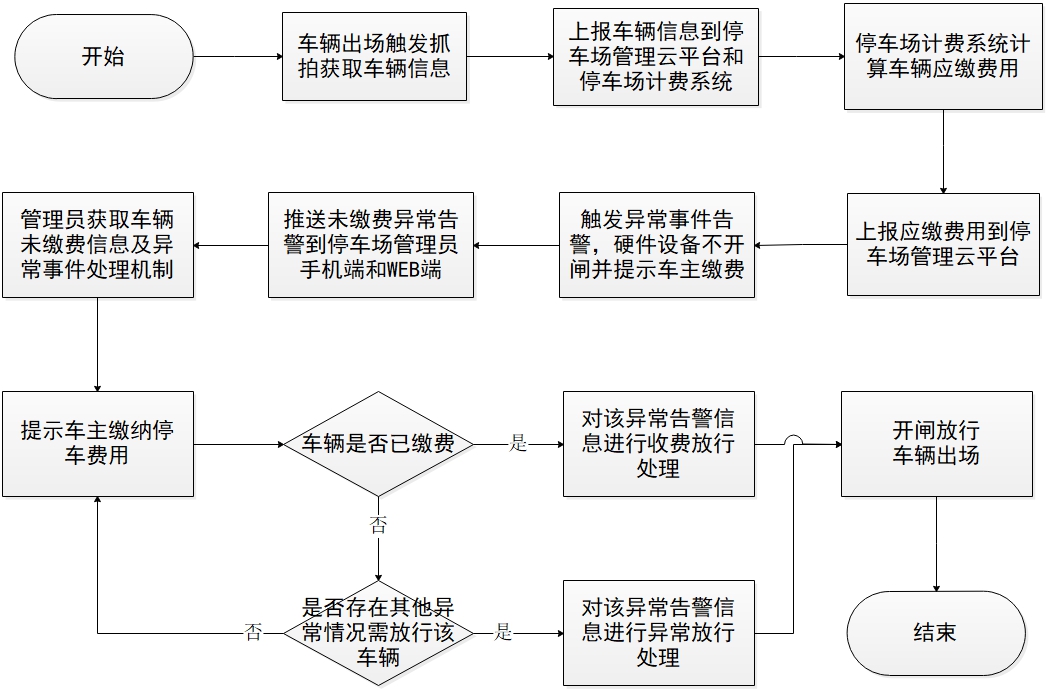 开始
车辆出场触发抓
拍获取车辆信息
上报车辆信息到停
车场管理云平台和
停车场计费系统
停车场计费系统计
算车辆应缴费用
管理员获取车辆
未缴费信息及异
常事件处理机制
推送未缴费异常告
警到停车场管理员
手机端和WEB端
触发异常事件告
警，硬件设备不开
闸并提示车主缴费
上报应缴费用到停
车场管理云平台
提示车主缴纳停
车费用
车辆是否已缴费
是
对该异常告警信
息进行收费放行
处理
开闸放行
车辆出场
否
否
是否存在其他异
常情况需放行该
车辆
是
对该异常告警信
息进行异常放行
处理
结束